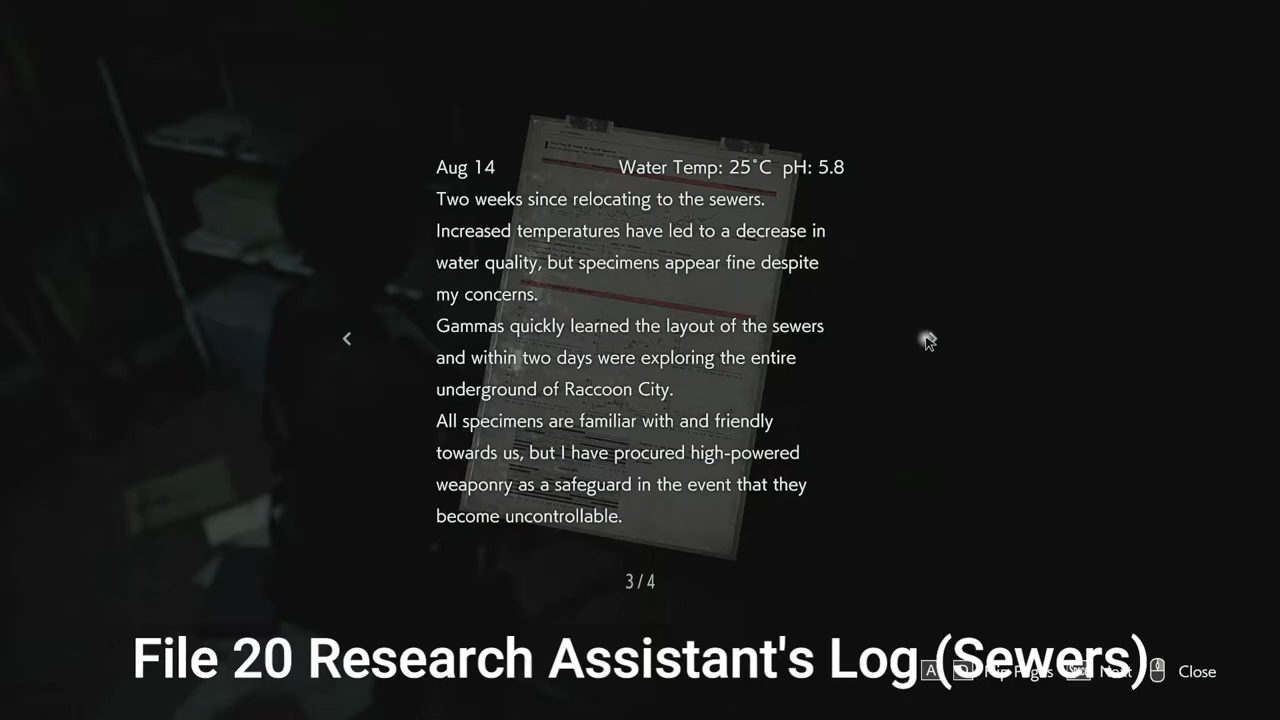 Aug 14 Water Temp: 25°C pH: 5.8
Two weeks since relocating to the sewers.
Increased temperatures have led to a decrease in
water quality, but specimens appear fine despite
my concerns.
Gammas quickly learned the layout of the sewers
and within two days were exploring the entire
underground of Raccoon City.
All specimens are familiar with and friendly
towards us, but I have procured high-powered
weaponry as a safeguard in the event that they
become uncontrollable.
3/4
File 20 Research Assistant's Log (Sewers)
A Flip Pages Next Close